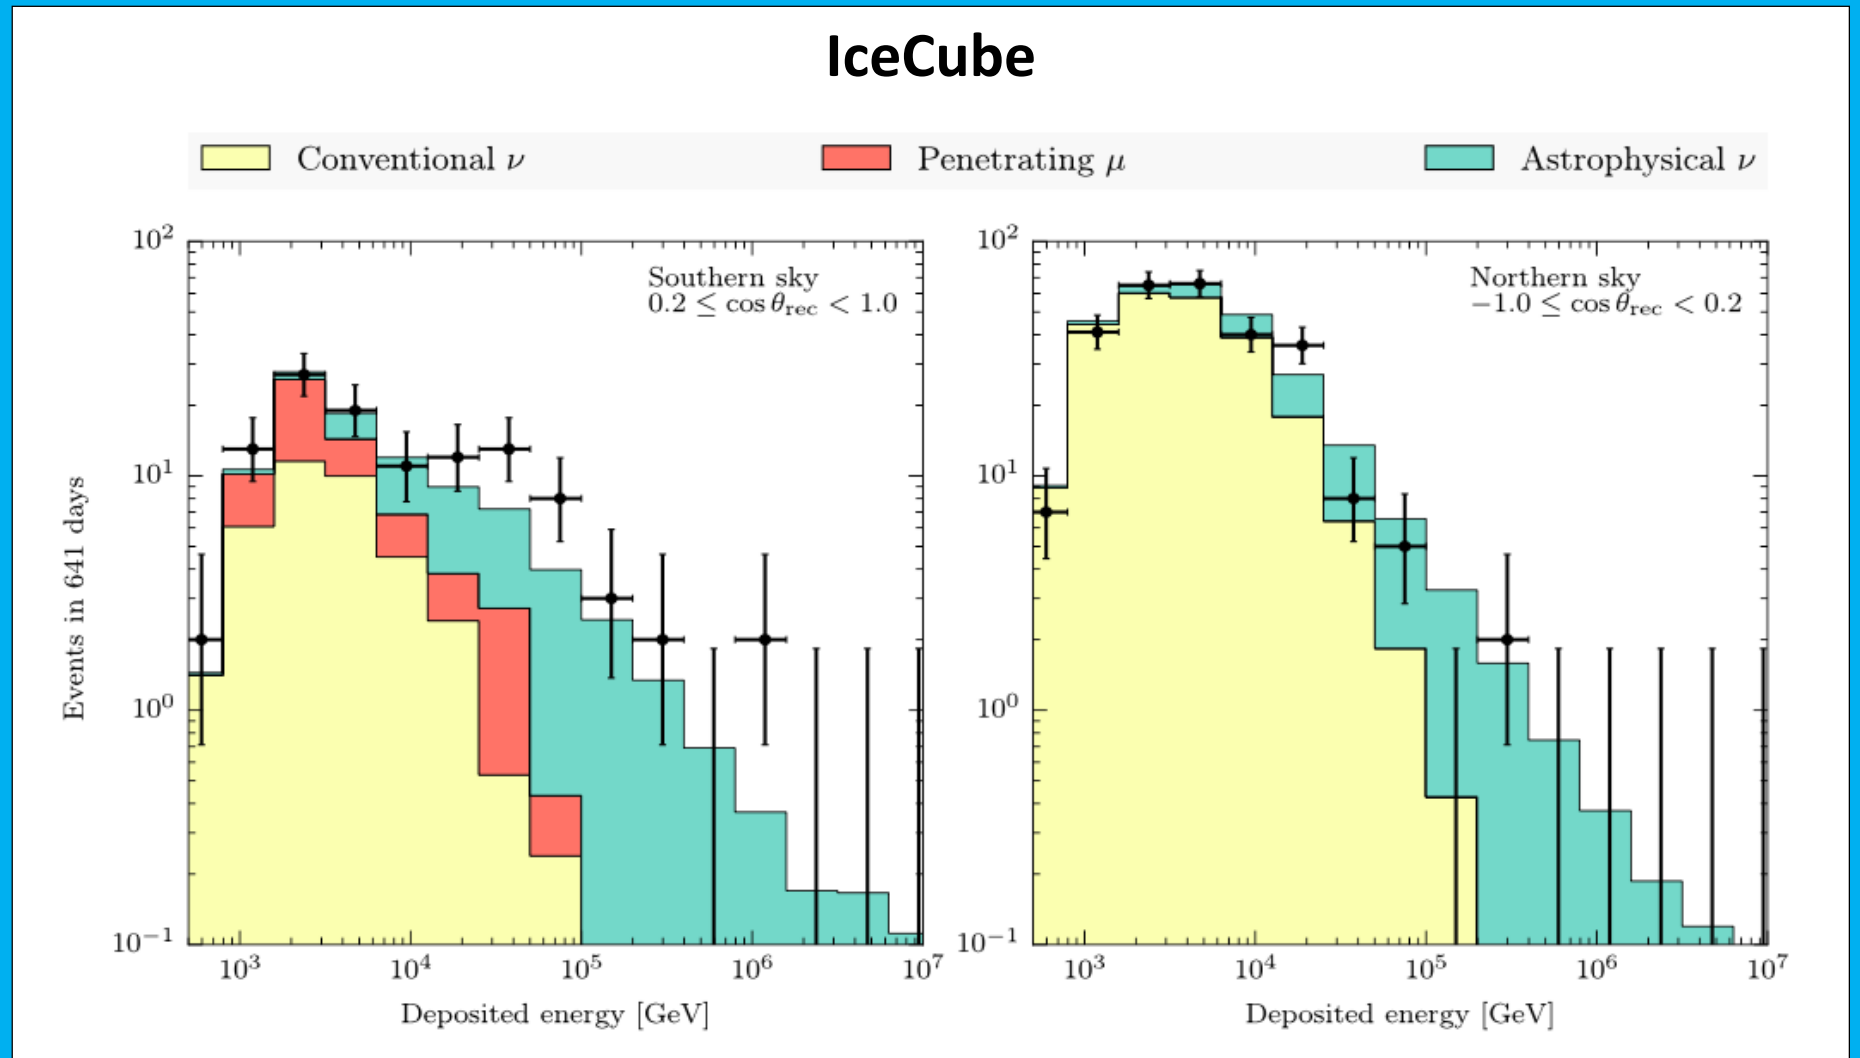 IceCube
Conventional ν
Penetrating μ
Astrophysical ν
Events in 641 days
10²
10¹
10⁰
10⁻¹
Southern sky
0.2 ≤ cos θrec < 1.0
10³ 10⁴ 10⁵ 10⁶ 10⁷
Deposited energy [GeV]
10²
10¹
10⁰
10⁻¹
Northern sky
−1.0 ≤ cos θrec < 0.2
10³ 10⁴ 10⁵ 10⁶ 10⁷
Deposited energy [GeV]